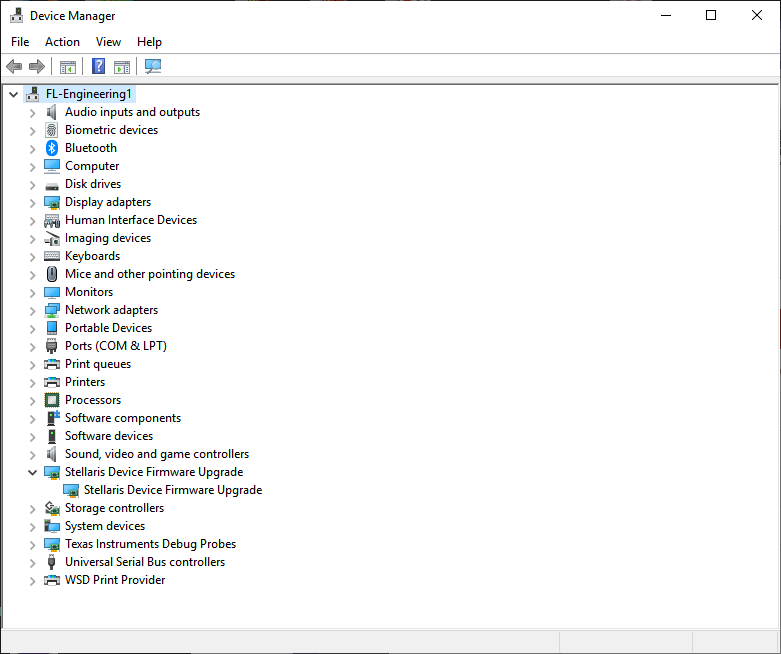 Device Manager
File Action View Help
FL-Engineering1
Audio inputs and outputs
Biometric devices
Bluetooth
Computer
Disk drives
Display adapters
Human Interface Devices
Imaging devices
Keyboards
Mice and other pointing devices
Monitors
Network adapters
Portable Devices
Ports (COM & LPT)
Print queues
Printers
Processors
Software components
Software devices
Sound, video and game controllers
Stellaris Device Firmware Upgrade
Stellaris Device Firmware Upgrade
Storage controllers
System devices
Texas Instruments Debug Probes
Universal Serial Bus controllers
WSD Print Provider